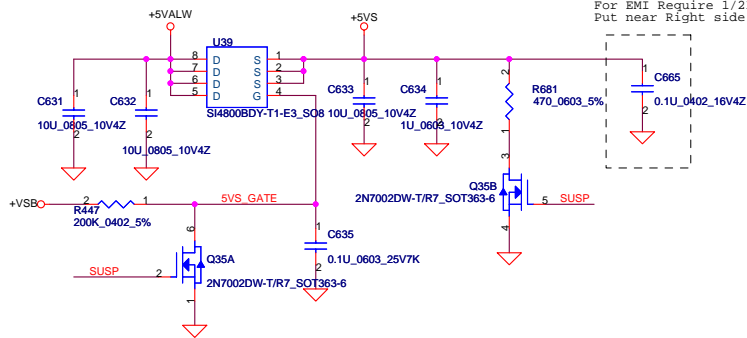 For EMI Require 1/2
Put near Right side
+5VALW
+5VS
U39
8 D S 1
7 D S 2
6 D S 3
5 D G 4
SI4800BDY-T1-E3_SO8
C631
1
2
10U_0805_10V4Z
C632
1
2
10U_0805_10V4Z
C633
1
2
10U_0805_10V4Z
C634
1
2
1U_0603_10V4Z
2
R681
470_0603_5%
1
C665
1
2
0.1U_0402_16V4Z
+VSB
2
1
R447
200K_0402_5%
5VS_GATE
C635
1
2
0.1U_0603_25V7K
SUSP
2
6
1
Q35A
2N7002DW-T/R7_SOT363-6
3
Q35B
2N7002DW-T/R7_SOT363-6
5
SUSP
4